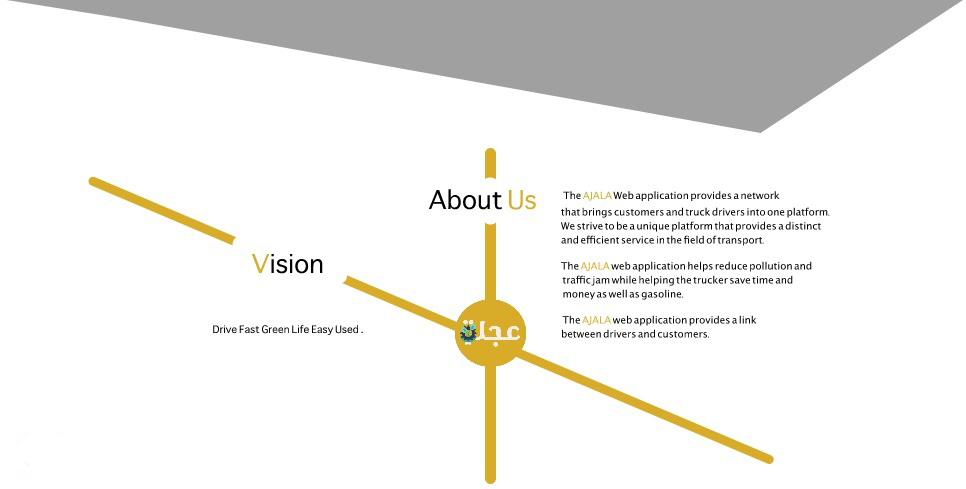 About Us
The AJALA Web application provides a network
that brings customers and truck drivers into one platform.
We strive to be a unique platform that provides a distinct
and efficient service in the field of transport.
The AJALA web application helps reduce pollution and
traffic jam while helping the trucker save time and
money as well as gasoline.
The AJALA web application provides a link
between drivers and customers.
Vision
Drive Fast Green Life Easy Used .
عجلة